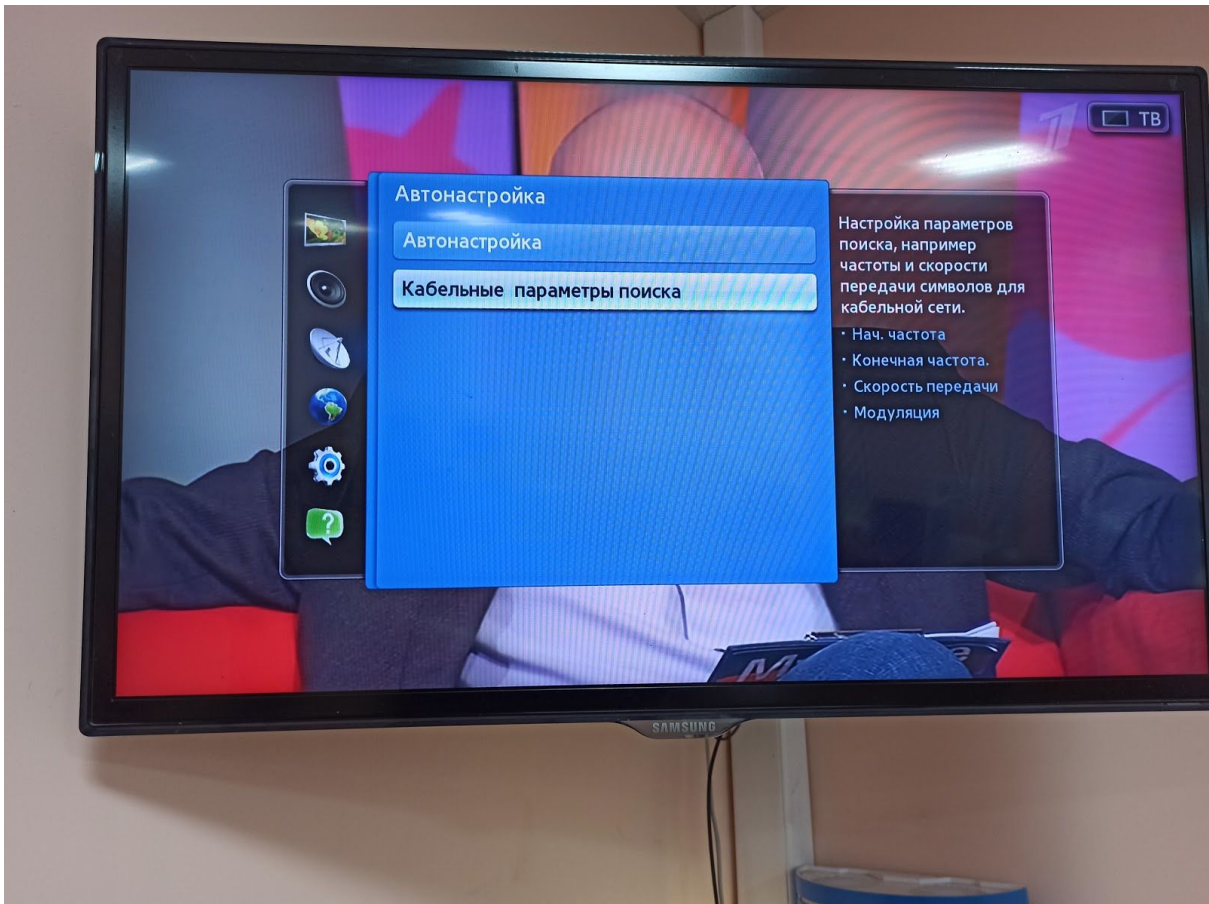 ТВ
Автонастройка
Автонастройка
Кабельные параметры поиска
Настройка параметров
поиска, например
частоты и скорости
передачи символов для
кабельной сети.
· Нач. частота
· Конечная частота.
· Скорость передачи
· Модуляция
SAMSUNG